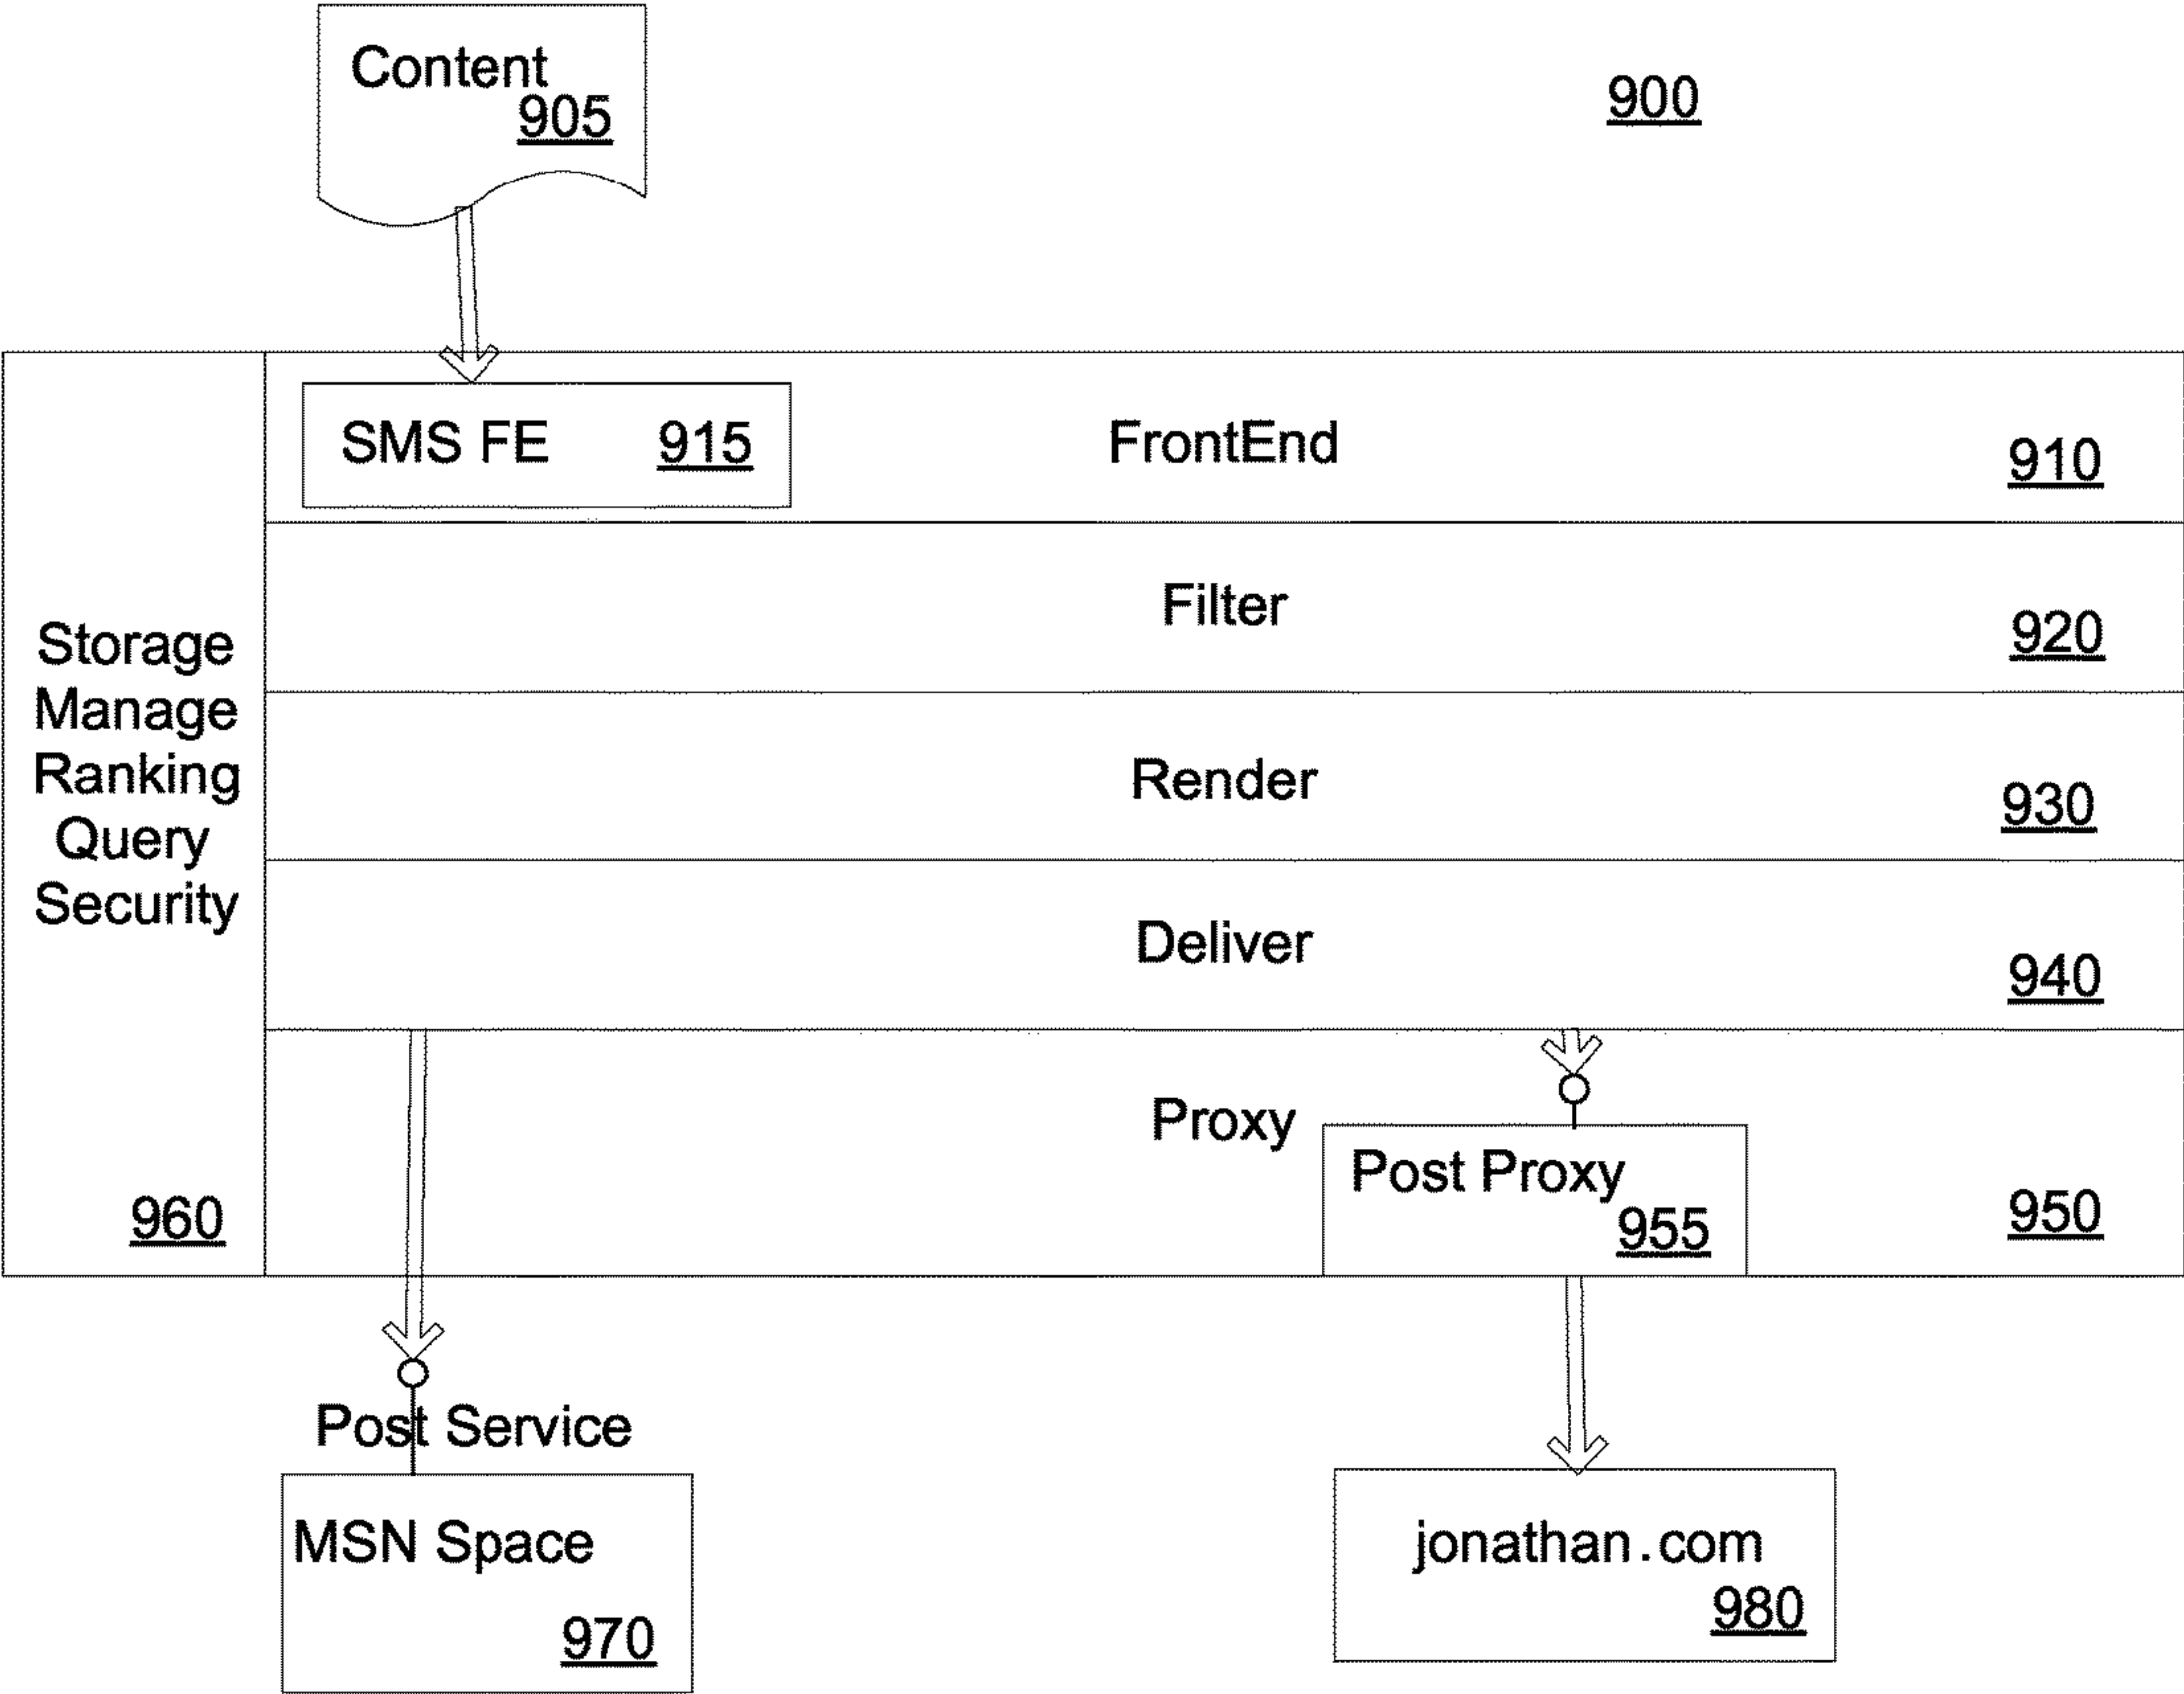 Content
905
900
SMS FE 915
FrontEnd
910
Filter
920
Storage
Manage
Ranking
Query
Security
960
Render
930
Deliver
940
Proxy
Post Proxy
955
950
Post Service
MSN Space
970
jonathan.com
980